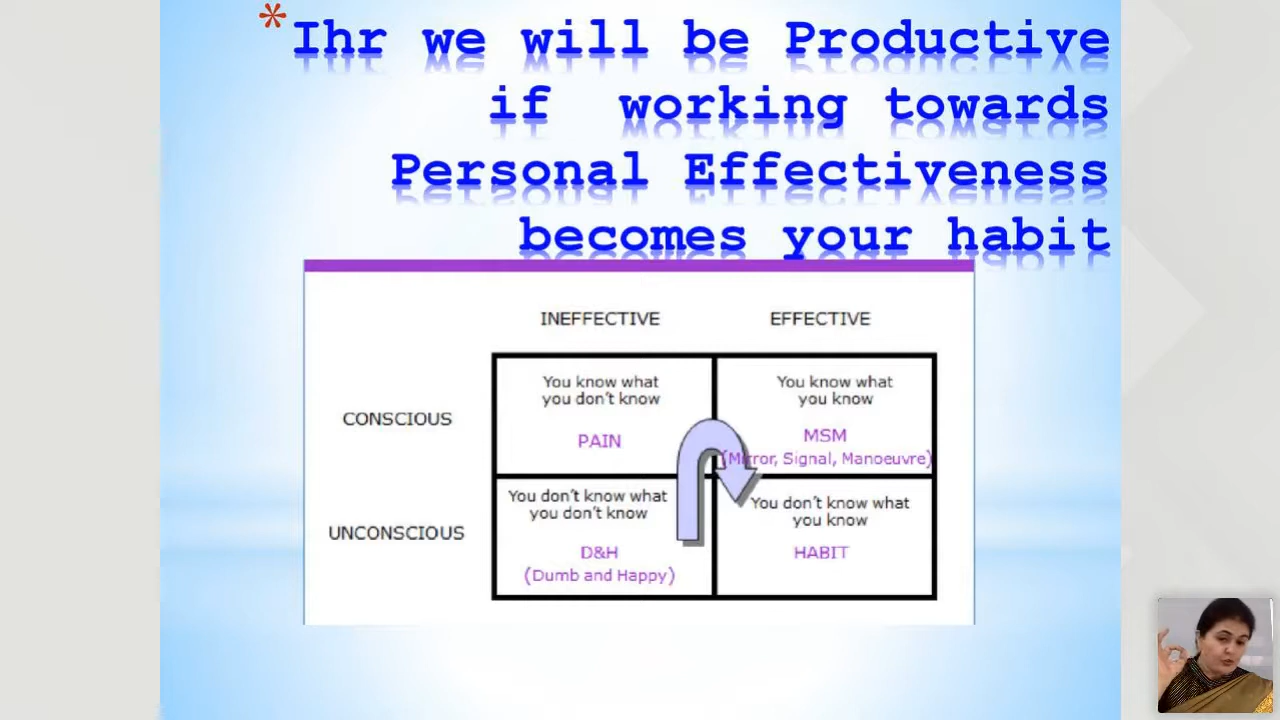 *Ihr we will be Productive
if working towards
Personal Effectiveness
becomes your habit
INEFFECTIVE EFFECTIVE
CONSCIOUS
You know what
you don't know
PAIN
You know what
you know
MSM
(Mirror, Signal, Manoeuvre)
UNCONSCIOUS
You don't know what
you don't know
D&H
(Dumb and Happy)
You don't know what
you know
HABIT